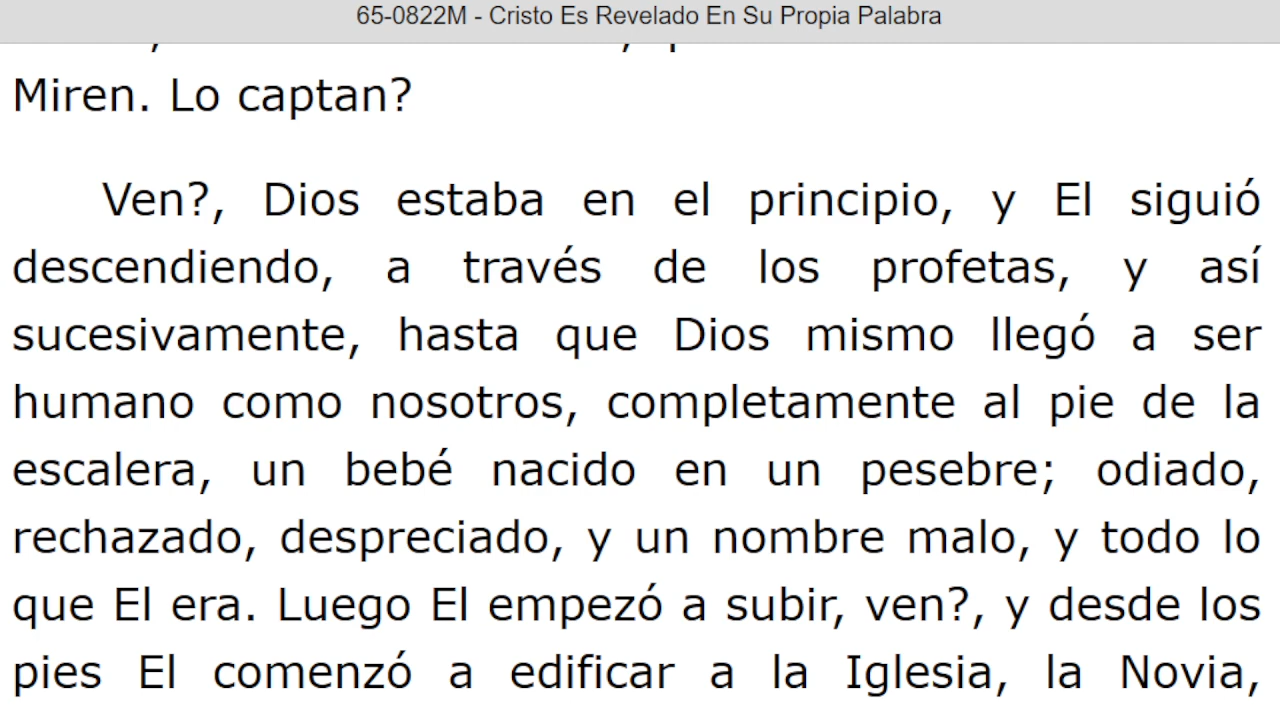 65-0822M - Cristo Es Revelado En Su Propia Palabra
Miren. Lo captan?
Ven?, Dios estaba en el principio, y El siguió
descendiendo, a través de los profetas, y así
sucesivamente, hasta que Dios mismo llegó a ser
humano como nosotros, completamente al pie de la
escalera, un bebé nacido en un pesebre; odiado,
rechazado, despreciado, y un nombre malo, y todo lo
que El era. Luego El empezó a subir, ven?, y desde los
pies El comenzó a edificar a la Iglesia, la Novia,